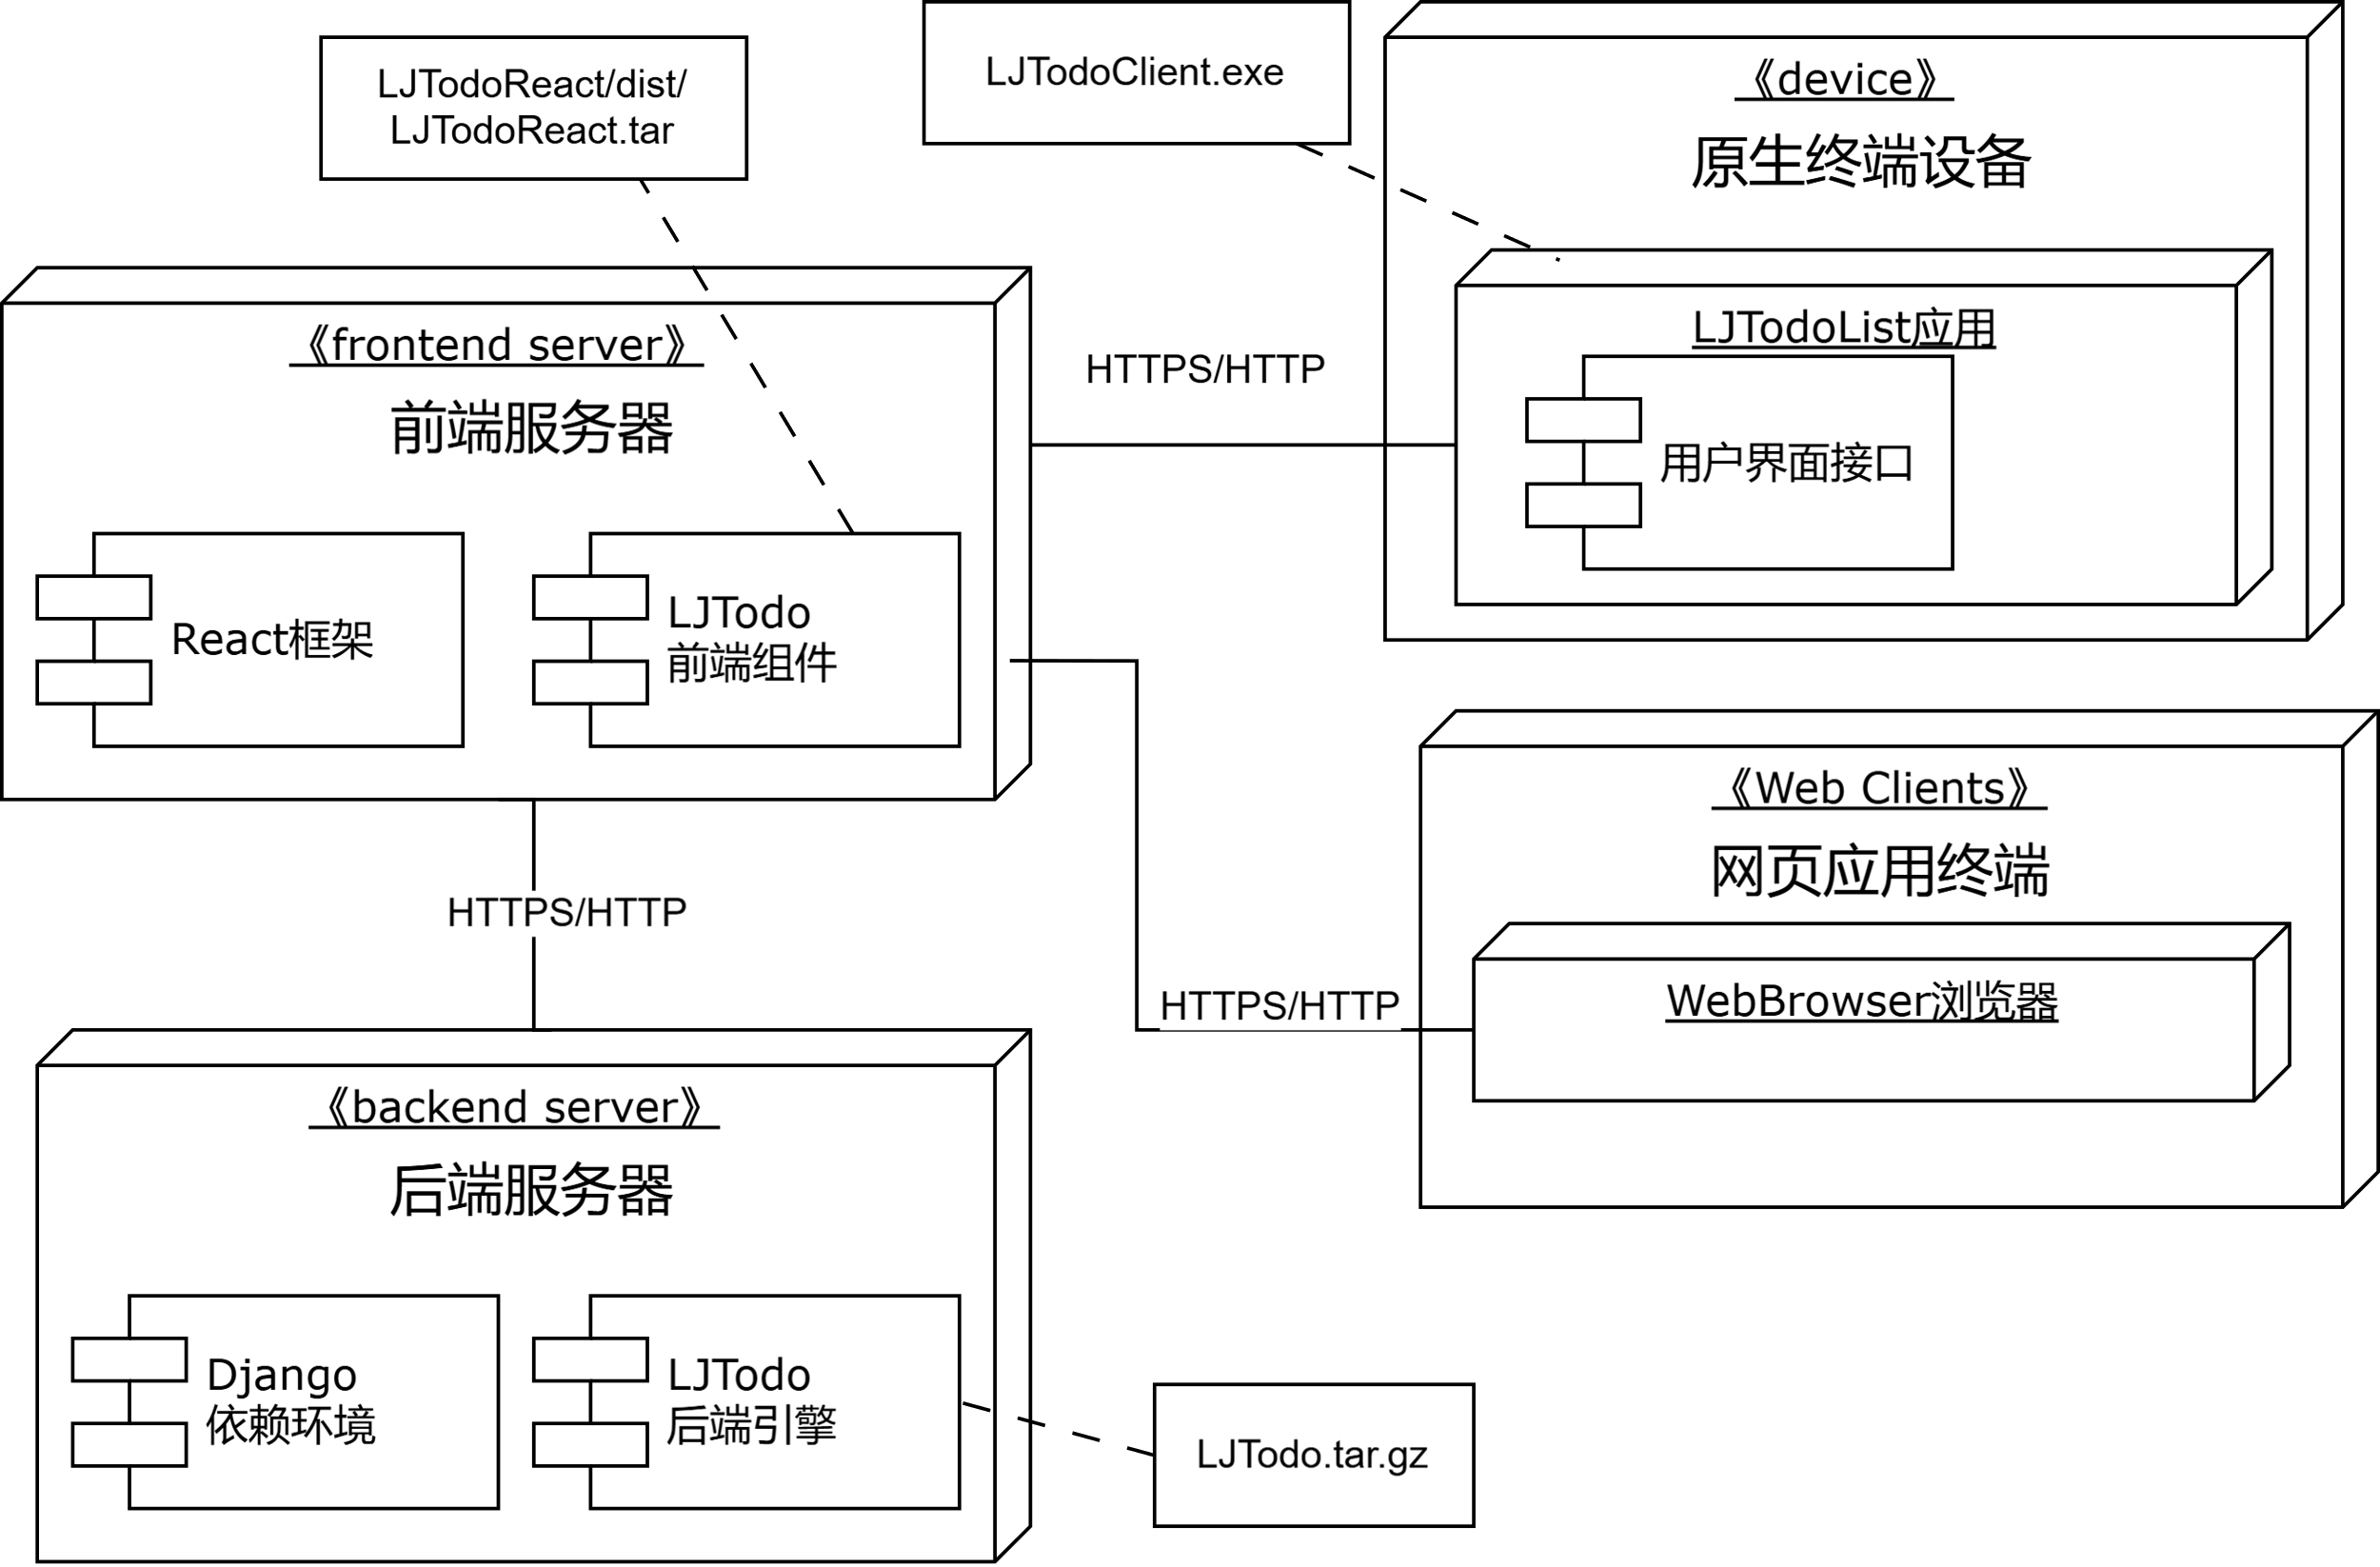 LJTodoReact/dist/
LJTodoReact.tar
LJTodoClient.exe
《device》
原生终端设备
LJTodoList应用
用户界面接口
《frontend server》
前端服务器
HTTPS/HTTP
React框架
LJTodo
前端组件
《Web Clients》
网页应用终端
WebBrowser浏览器
HTTPS/HTTP
HTTPS/HTTP
《backend server》
后端服务器
Django
依赖环境
LJTodo
后端引擎
LJTodo.tar.gz